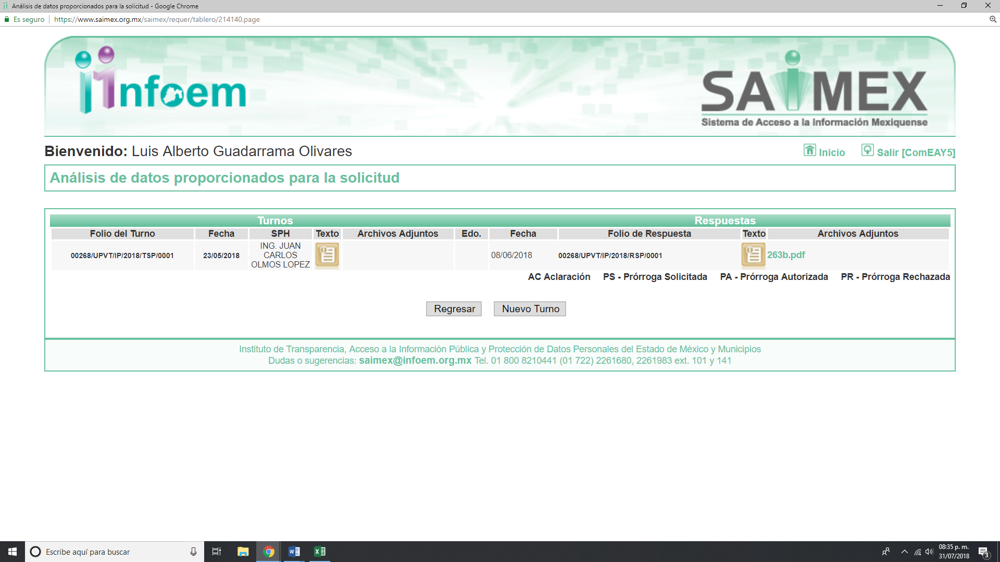 Análisis de datos proporcionados para la solicitud - Google Chrome
Es seguro https://www.saimex.org.mx/saimex/requer/tablero/214140.page
infoem
SAIMEX
Sistema de Acceso a la Información Mexiquense
Bienvenido: Luis Alberto Guadarrama Olivares
Inicio Salir [ComEAY5]
Análisis de datos proporcionados para la solicitud
Turnos Respuestas
Folio del Turno Fecha SPH Texto Archivos Adjuntos Edo. Fecha Folio de Respuesta Texto Archivos Adjuntos
00268/UPVT/IP/2018/TSP/0001 23/05/2018 ING. JUAN CARLOS OLMOS LOPEZ 08/06/2018 00268/UPVT/IP/2018/RSP/0001 263b.pdf
AC Aclaración PS - Prórroga Solicitada PA - Prórroga Autorizada PR - Prórroga Rechazada
Regresar Nuevo Turno
Instituto de Transparencia, Acceso a la Información Pública y Protección de Datos Personales del Estado de México y Municipios
Dudas o sugerencias: saimex@infoem.org.mx Tel. 01 800 8210441 (01 722) 2261680, 2261983 ext. 101 y 141
Escribe aquí para buscar
08:35 p. m.
31/07/2018
3